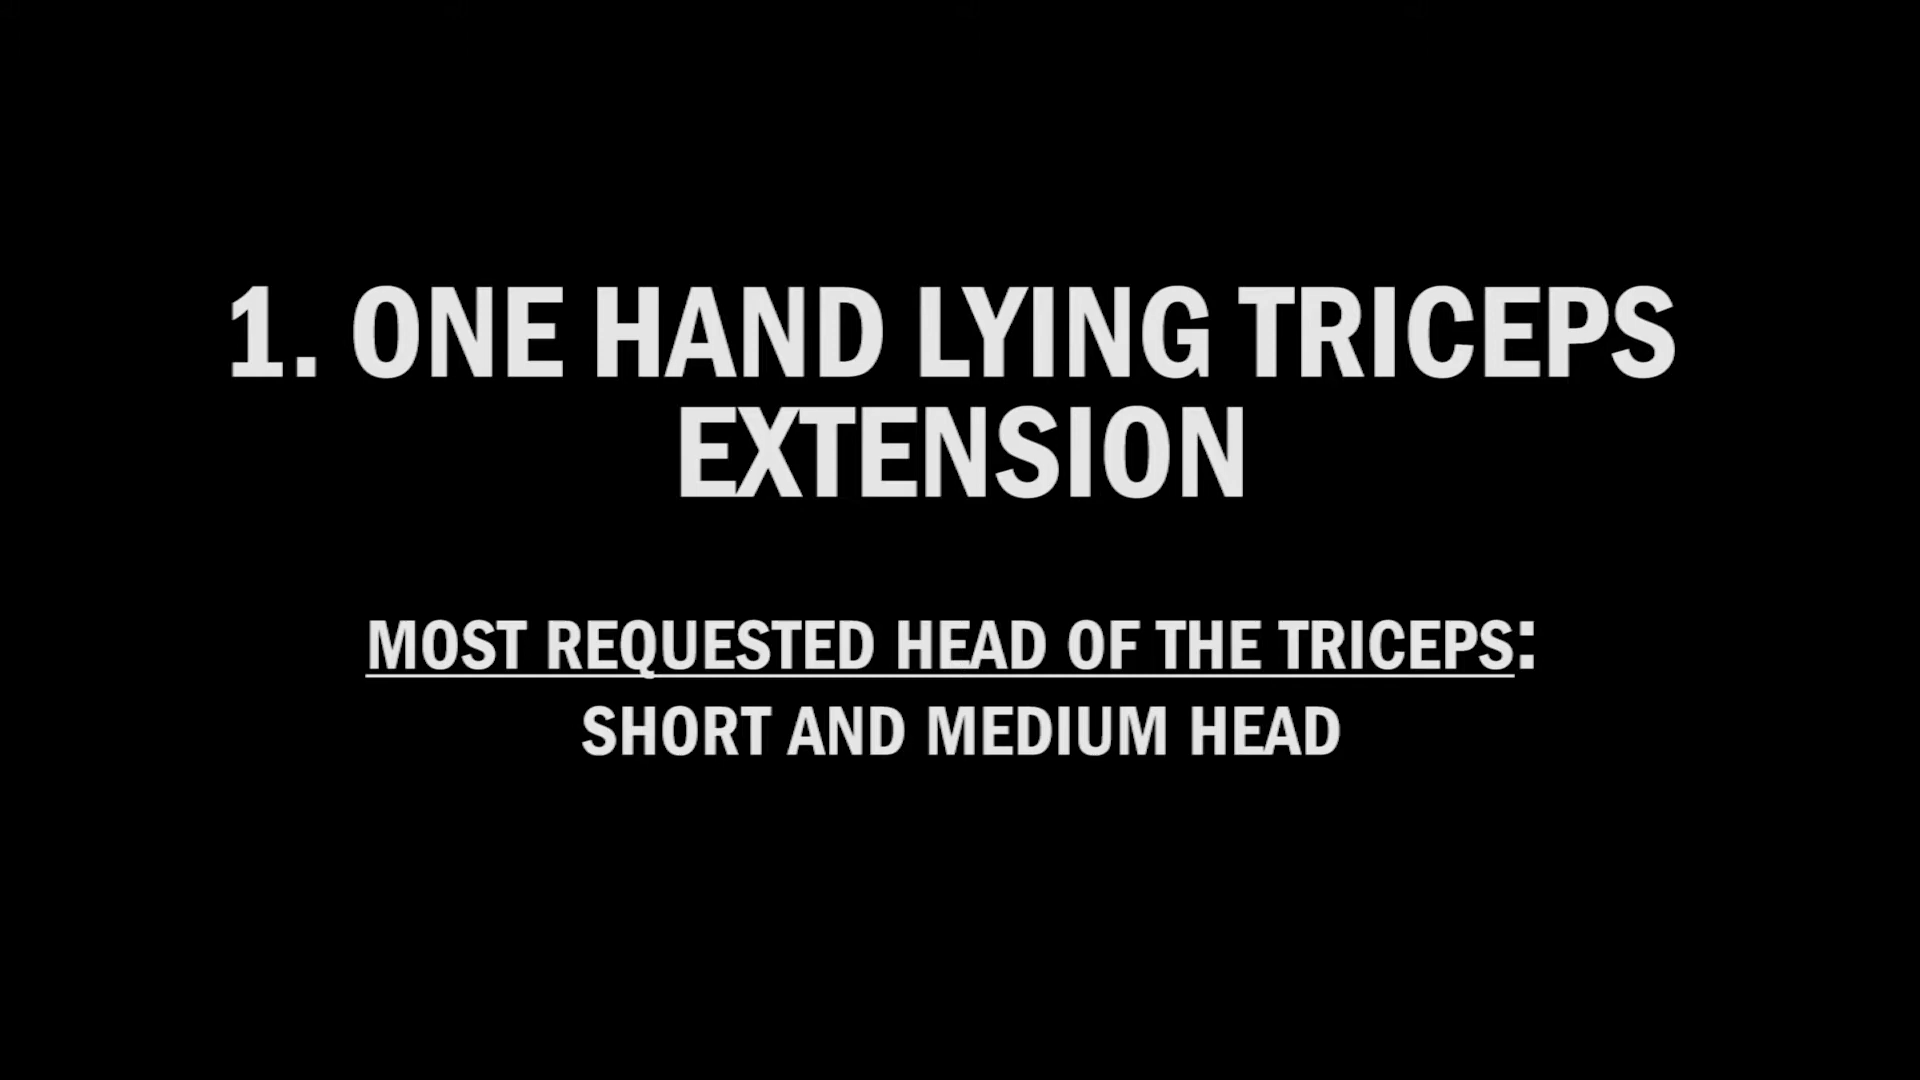 1. ONE HAND LYING TRICEPS
EXTENSION
MOST REQUESTED HEAD OF THE TRICEPS:
SHORT AND MEDIUM HEAD